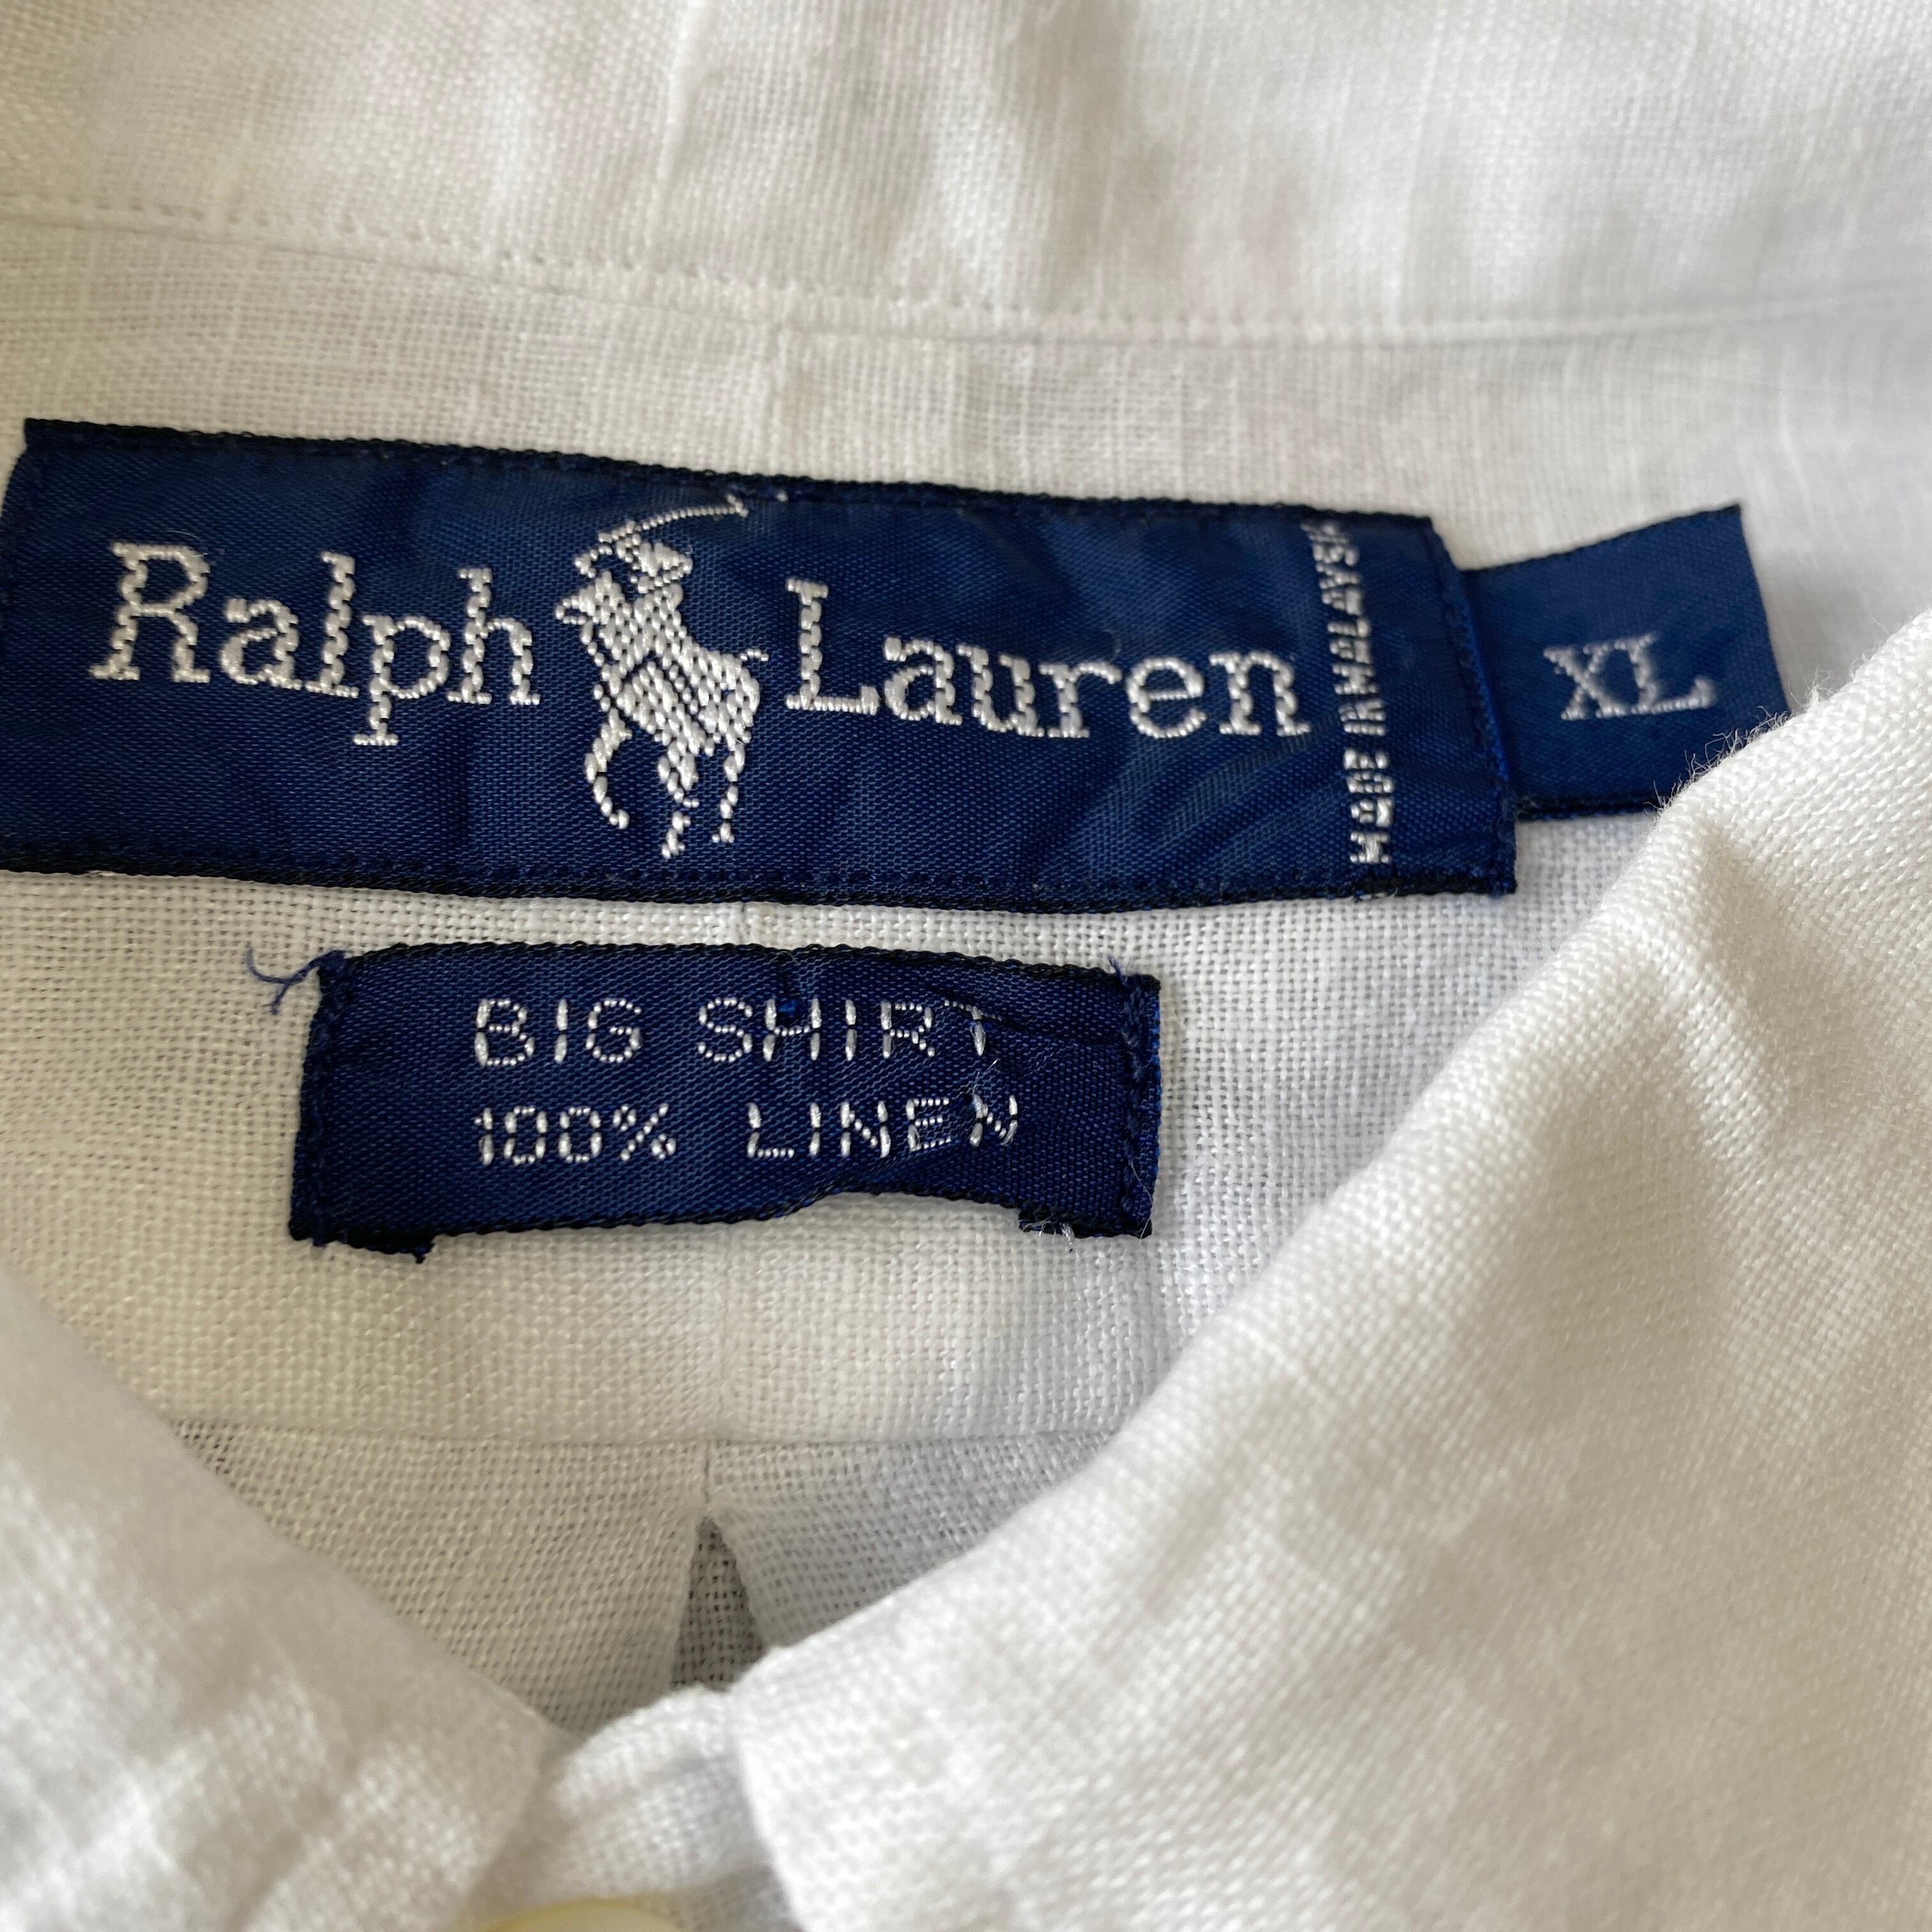 Ralph Lauren
MADE IN MALAYSIA
XL
BIG SHIRT
100% LINEN